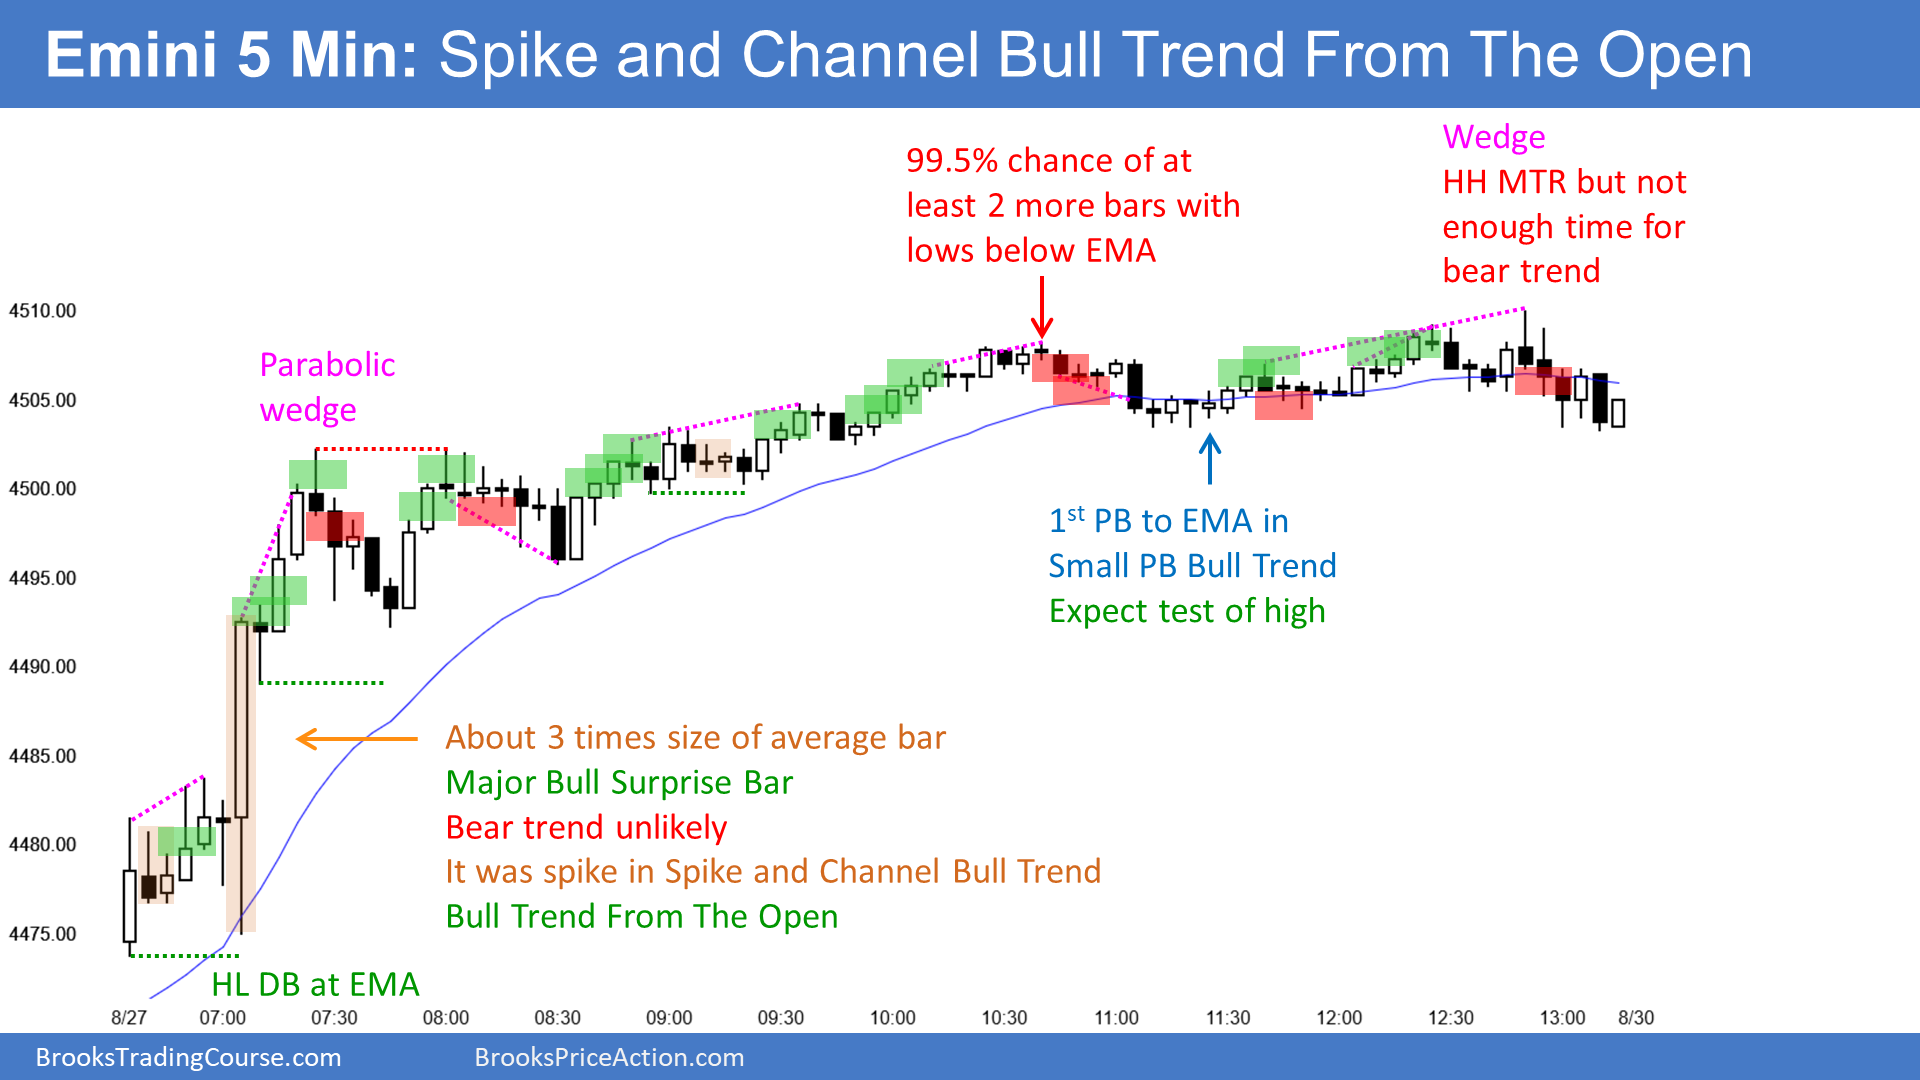 Emini 5 Min: Spike and Channel Bull Trend From The Open
Wedge
HH MTR but not
enough time for
bear trend
99.5% chance of at
least 2 more bars with
lows below EMA
Parabolic
wedge
1st PB to EMA in
Small PB Bull Trend
Expect test of high
About 3 times size of average bar
Major Bull Surprise Bar
Bear trend unlikely
It was spike in Spike and Channel Bull Trend
Bull Trend From The Open
HL DB at EMA
4510.00
4505.00
4500.00
4495.00
4490.00
4485.00
4480.00
4475.00
8/27 07:00 07:30 08:00 08:30 09:00 09:30 10:00 10:30 11:00 11:30 12:00 12:30 13:00 8/30
BrooksTradingCourse.com BrooksPriceAction.com